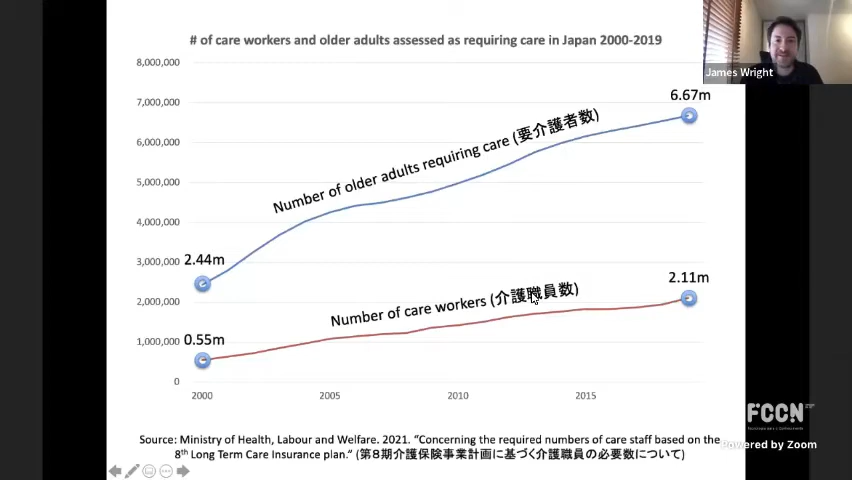 # of care workers and older adults assessed as requiring care in Japan 2000-2019
James Wright
8,000,000
7,000,000
6,000,000
5,000,000
4,000,000
3,000,000
2,000,000
1,000,000
0
6.67m
Number of older adults requiring care (要介護者数)
2.44m
2.11m
Number of care workers (介護職員数)
0.55m
2000
2005
2010
2015
Source: Ministry of Health, Labour and Welfare. 2021. “Concerning the required numbers of care staff based on the
8th Long Term Care Insurance plan.” (第８期介護保険事業計画に基づく介護職員の必要数について)
FCCN
Powered by Zoom